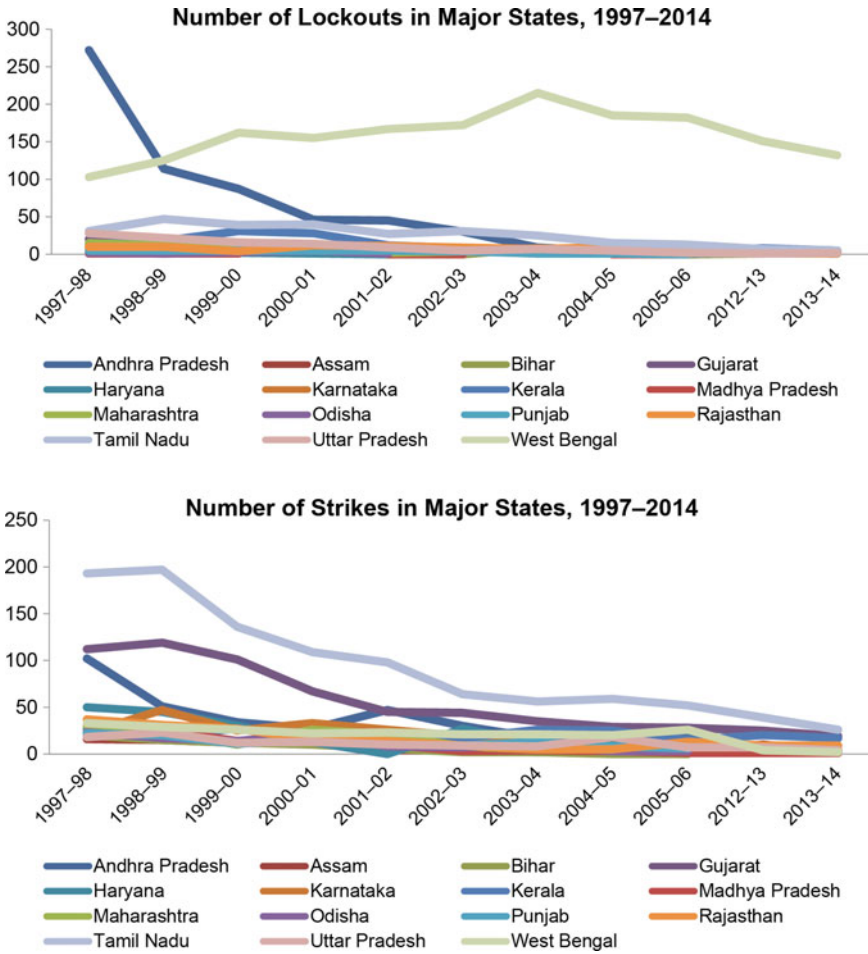 Number of Lockouts in Major States, 1997–2014
300
250
200
150
100
50
0
1997–98 1998–99 1999–00 2000–01 2001–02 2002–03 2003–04 2004–05 2005–06 2012–13 2013–14
Andhra Pradesh Assam Bihar Gujarat
Haryana Karnataka Kerala Madhya Pradesh
Maharashtra Odisha Punjab Rajasthan
Tamil Nadu Uttar Pradesh West Bengal
Number of Strikes in Major States, 1997–2014
250
200
150
100
50
0
1997–98 1998–99 1999–00 2000–01 2001–02 2002–03 2003–04 2004–05 2005–06 2012–13 2013–14
Andhra Pradesh Assam Bihar Gujarat
Haryana Karnataka Kerala Madhya Pradesh
Maharashtra Odisha Punjab Rajasthan
Tamil Nadu Uttar Pradesh West Bengal